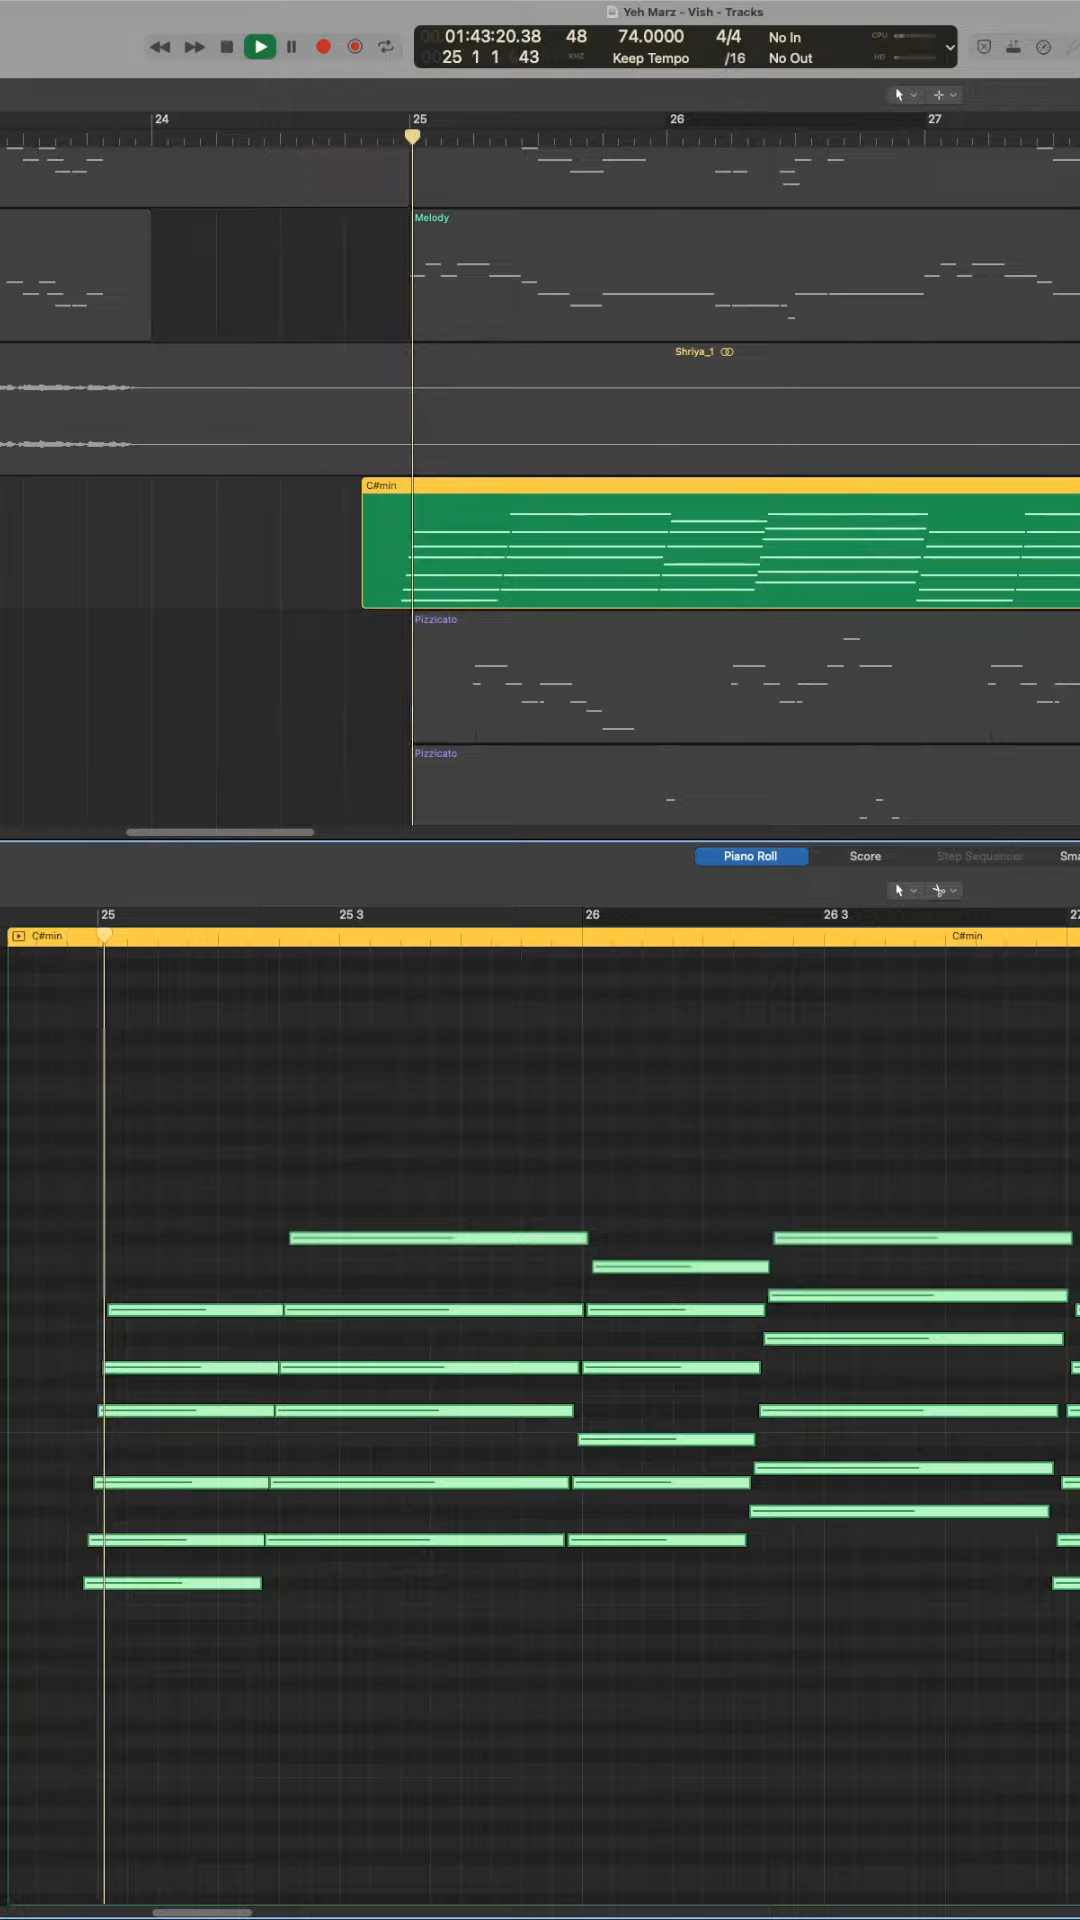 Yeh Marz - Vish - Tracks
01:43:20.38
25 1 1 43
48
KHZ
74.0000
Keep Tempo
4/4
/16
No In
No Out
CPU
HD
24 25 26 27
Melody
Shriya_1
C#min
Pizzicato
Pizzicato
Piano Roll Score Step Sequencer Sma
25 25 3 26 26 3 27
C#min C#min